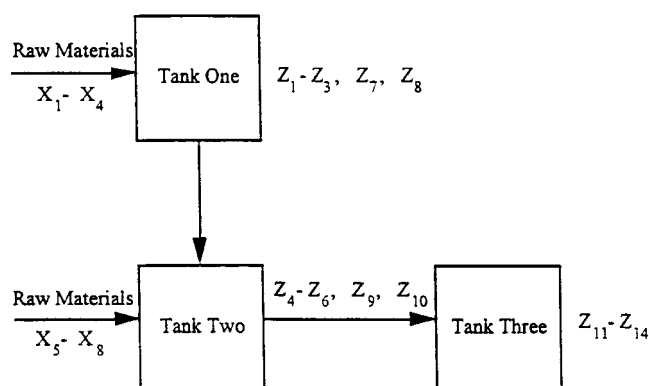 Raw Materials
X₁- X₄
Tank One
Z₁-Z₃, Z₇, Z₈
Raw Materials
X₅- X₈
Tank Two
Z₄-Z₆, Z₉, Z₁₀
Tank Three
Z₁₁-Z₁₄